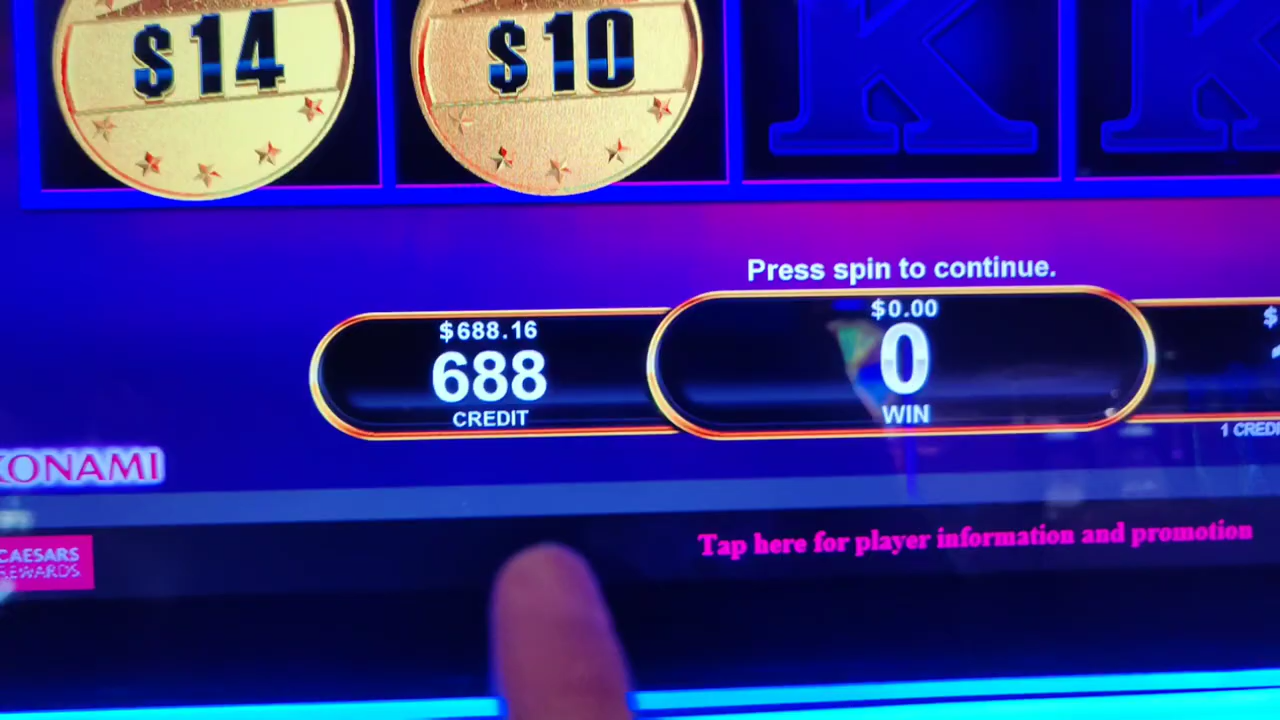 $14
$10
K
K
Press spin to continue.
$688.16
688
CREDIT
$0.00
0
WIN
$
1 CREDI
KONAMI
CAESARS
REWARDS
Tap here for player information and promotion